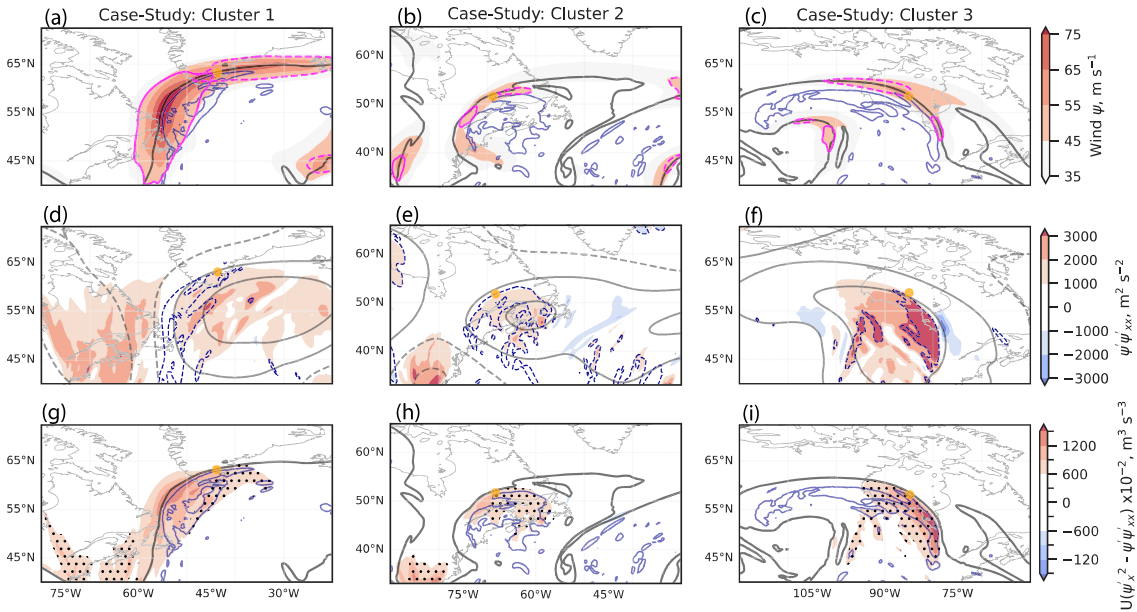 (a) Case-Study: Cluster 1
(b) Case-Study: Cluster 2
(c) Case-Study: Cluster 3
65°N
55°N
45°N
60°N
50°N
40°N
65°N
55°N
45°N
75
65
55
45
35
Wind ψ, m s⁻¹
(d)
(e)
(f)
65°N
55°N
45°N
60°N
50°N
40°N
65°N
55°N
45°N
3000
2000
1000
0
−1000
−2000
−3000
ψ′ψ′xx, m² s⁻²
(g)
(h)
(i)
65°N
55°N
45°N
60°N
50°N
40°N
65°N
55°N
45°N
1200
600
0
−600
−120
U(ψ′x² - ψ′ψ′xx) x10⁻², m³ s⁻³
75°W 60°W 45°W 30°W
75°W 60°W 45°W
105°W 90°W 75°W